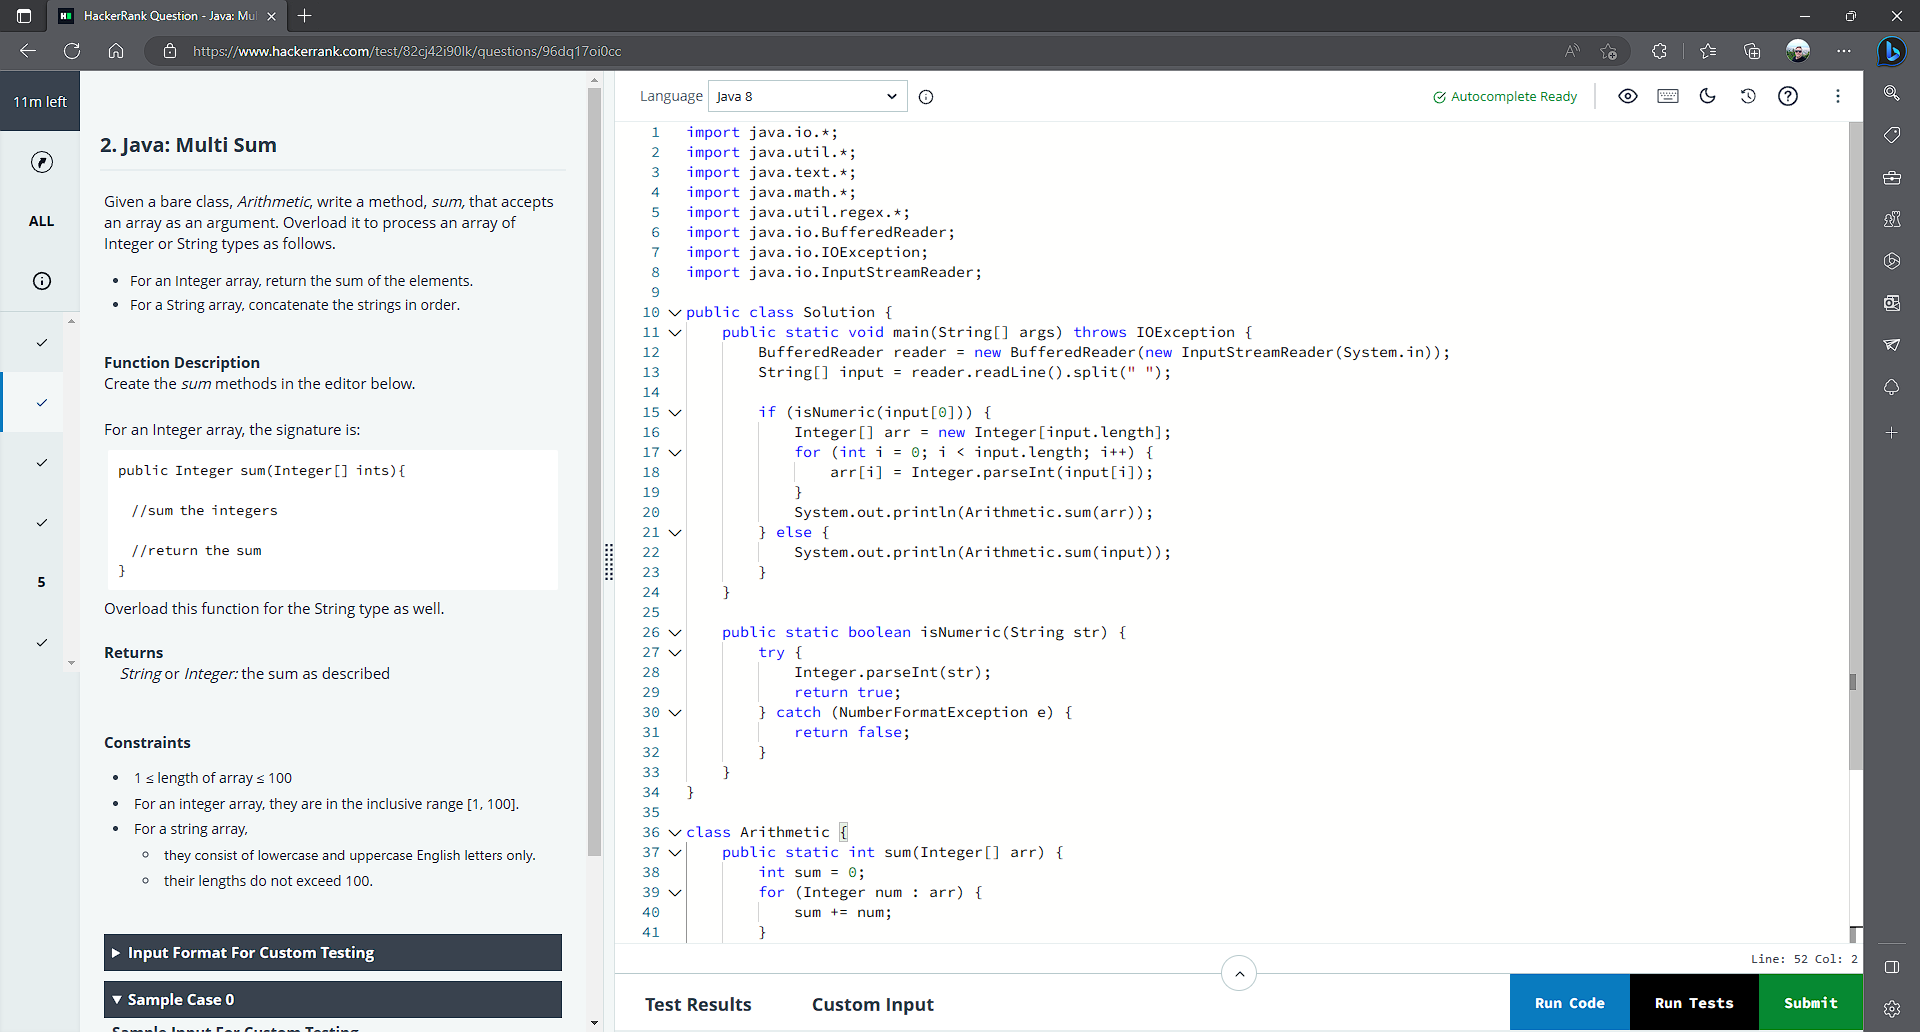 HackerRank Question - Java: Mu
https://www.hackerrank.com/test/82cj42i90lk/questions/96dq17oi0cc
11m left
ALL
5
2. Java: Multi Sum
Given a bare class, Arithmetic, write a method, sum, that accepts
an array as an argument. Overload it to process an array of
Integer or String types as follows.
• For an Integer array, return the sum of the elements.
• For a String array, concatenate the strings in order.
Function Description
Create the sum methods in the editor below.
For an Integer array, the signature is:
public Integer sum(Integer[] ints){
//sum the integers
//return the sum
}
Overload this function for the String type as well.
Returns
String or Integer: the sum as described
Constraints
• 1 ≤ length of array ≤ 100
• For an integer array, they are in the inclusive range [1, 100].
• For a string array,
o they consist of lowercase and uppercase English letters only.
o their lengths do not exceed 100.
Input Format For Custom Testing
Sample Case 0
Sample Input For Custom Testing
Language Java 8
Autocomplete Ready
1 import java.io.*;
2 import java.util.*;
3 import java.text.*;
4 import java.math.*;
5 import java.util.regex.*;
6 import java.io.BufferedReader;
7 import java.io.IOException;
8 import java.io.InputStreamReader;
9
10 public class Solution {
11 public static void main(String[] args) throws IOException {
12 BufferedReader reader = new BufferedReader(new InputStreamReader(System.in));
13 String[] input = reader.readLine().split(" ");
14
15 if (isNumeric(input[0])) {
16 Integer[] arr = new Integer[input.length];
17 for (int i = 0; i < input.length; i++) {
18 arr[i] = Integer.parseInt(input[i]);
19 }
20 System.out.println(Arithmetic.sum(arr));
21 } else {
22 System.out.println(Arithmetic.sum(input));
23 }
24 }
25
26 public static boolean isNumeric(String str) {
27 try {
28 Integer.parseInt(str);
29 return true;
30 } catch (NumberFormatException e) {
31 return false;
32 }
33 }
34 }
35
36 class Arithmetic {
37 public static int sum(Integer[] arr) {
38 int sum = 0;
39 for (Integer num : arr) {
40 sum += num;
41 }
Line: 52 Col: 2
Test Results
Custom Input
Run Code
Run Tests
Submit